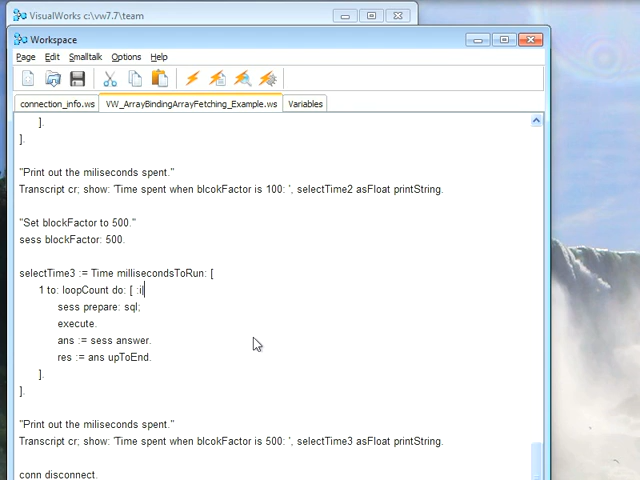 VisualWorks c:\vw7.7\team
Workspace
Page Edit Smalltalk Options Help
connection_info.ws VW_ArrayBindingArrayFetching_Example.ws Variables
].
].
"Print out the miliseconds spent."
Transcript cr; show: 'Time spent when blcokFactor is 100: ', selectTime2 asFloat printString.
"Set blockFactor to 500."
sess blockFactor: 500.
selectTime3 := Time millisecondsToRun: [
1 to: loopCount do: [ :i|
sess prepare: sql;
execute.
ans := sess answer.
res := ans upToEnd.
].
].
"Print out the miliseconds spent."
Transcript cr; show: 'Time spent when blcokFactor is 500: ', selectTime3 asFloat printString.
conn disconnect.